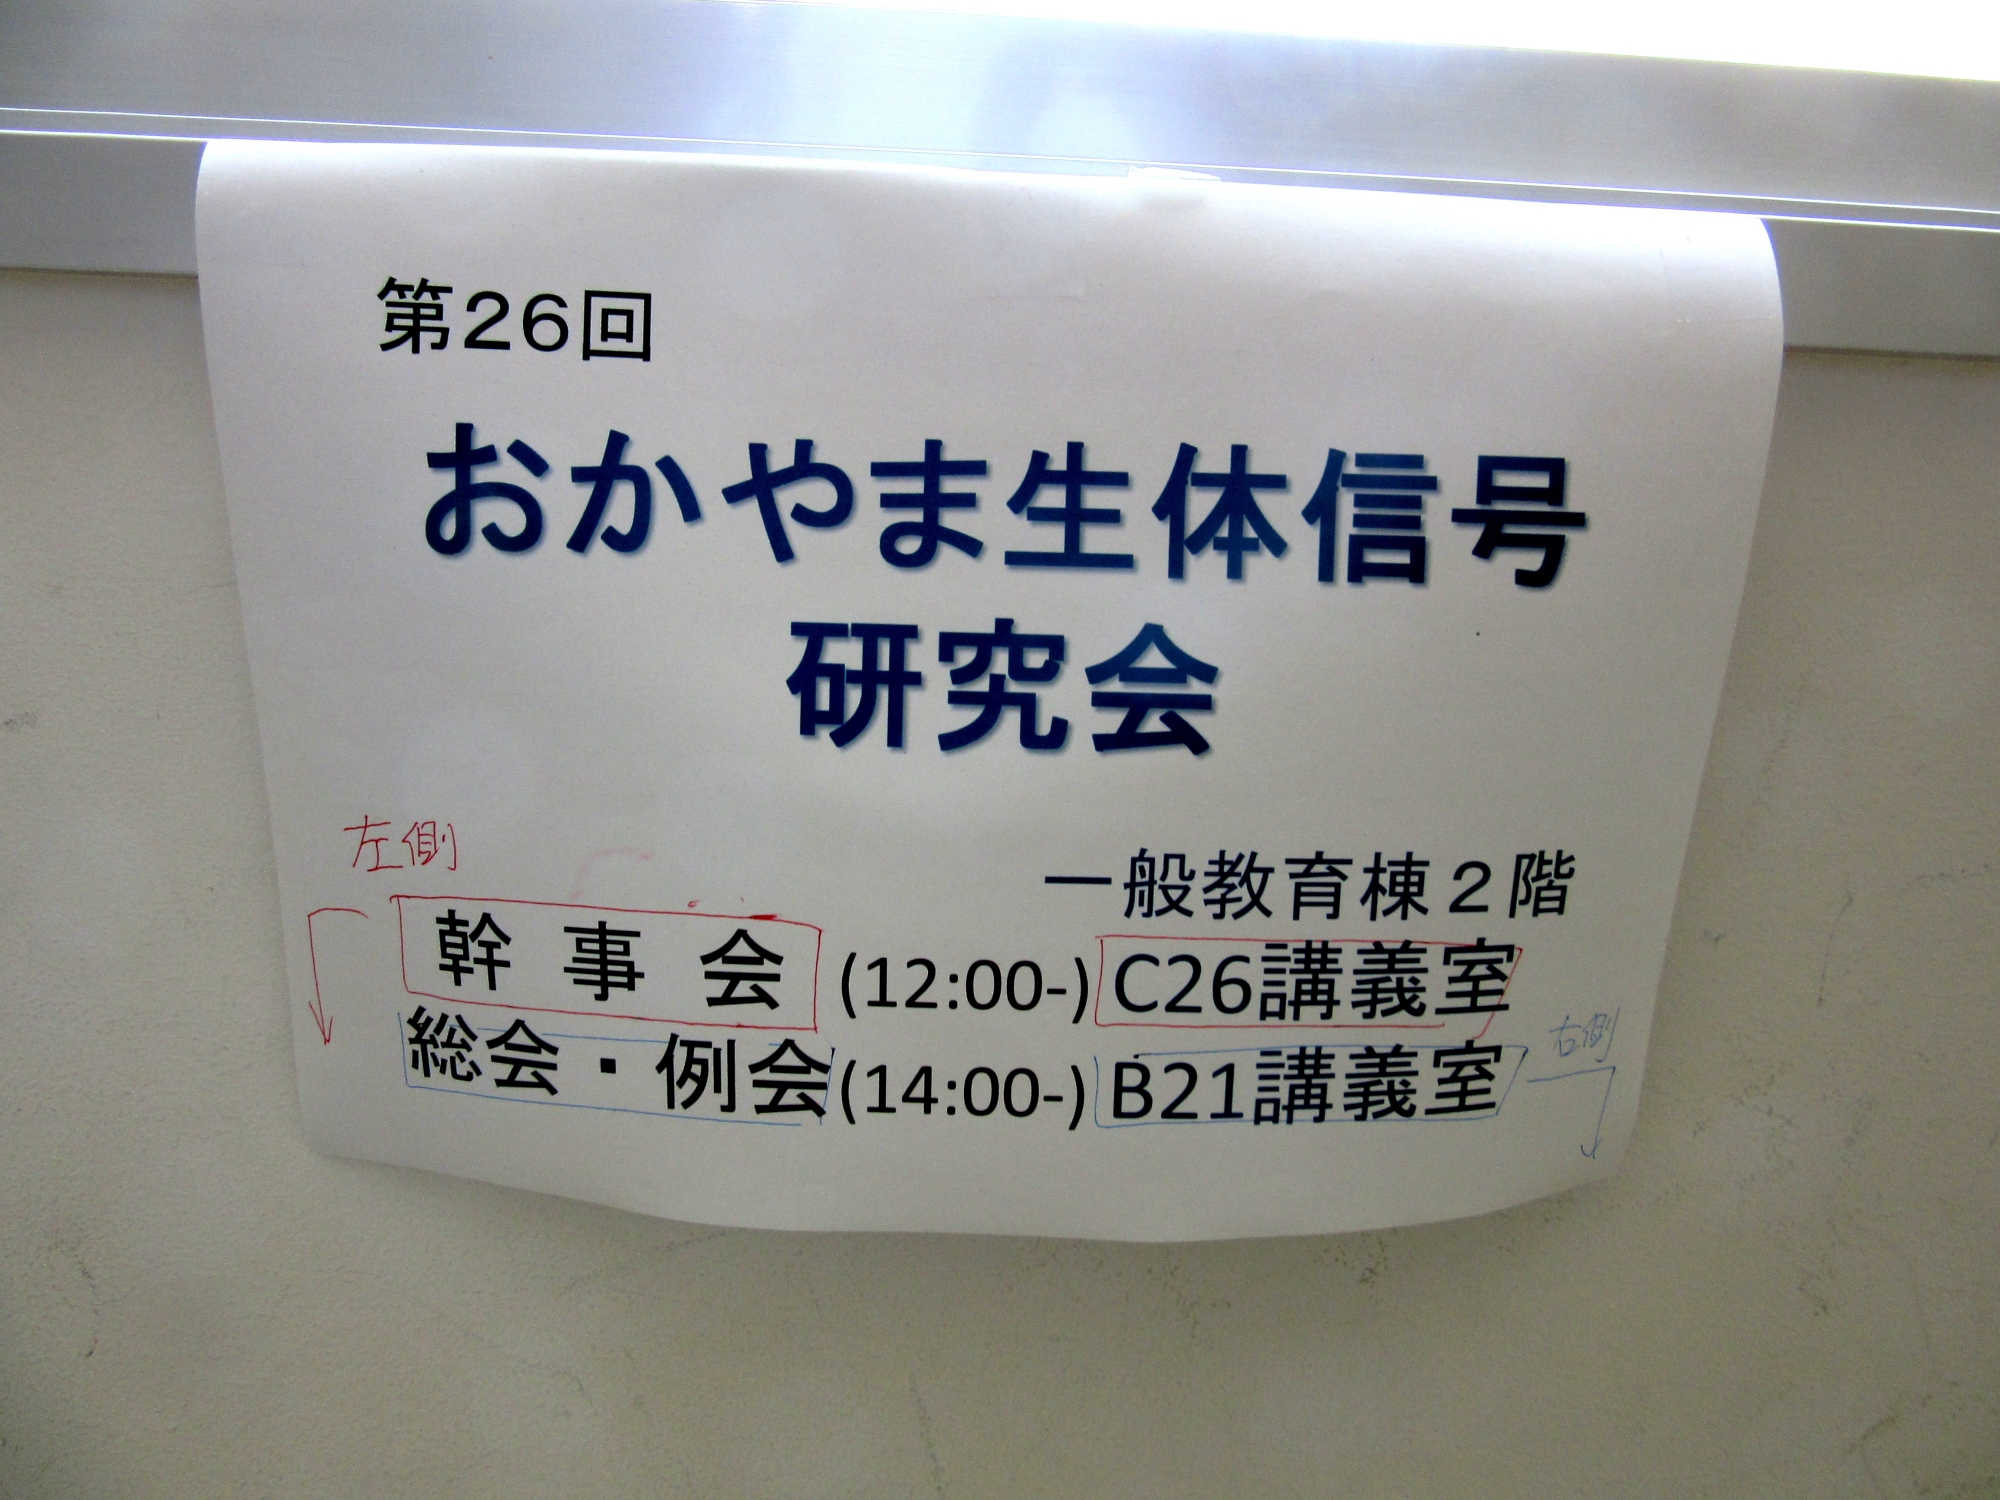 第２６回
おかやま生体信号
研究会
左側
一般教育棟２階
幹 事 会 (12:00-) C26講義室
総会・例会(14:00-) B21講義室
右側